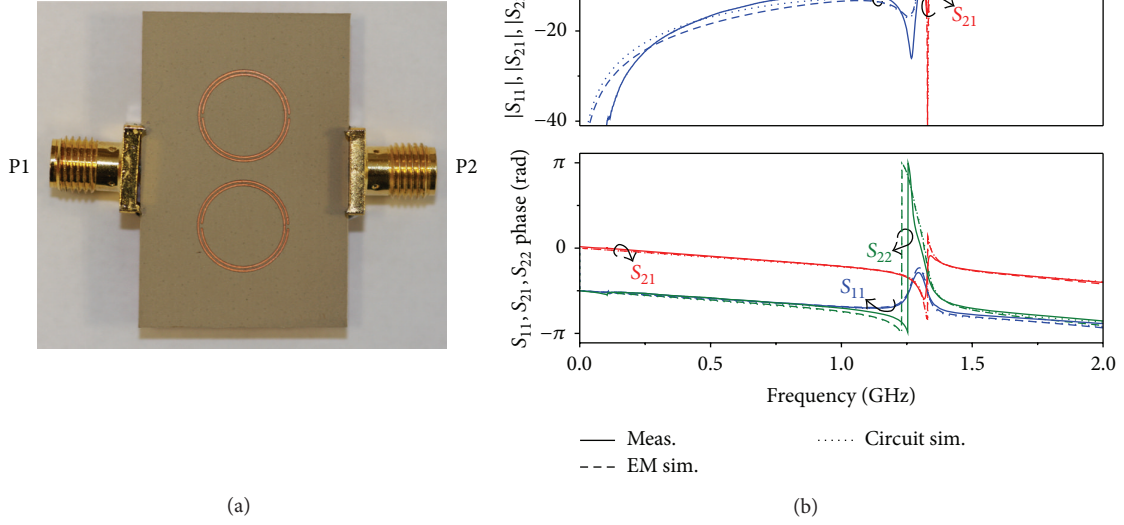 P1
P2
(a)
|S11|, |S21|, |S2
−20
−40
S21
S11, S21, S22 phase (rad)
π
0
−π
S22
S21
S11
0.0
0.5
1.0
1.5
2.0
Frequency (GHz)
Meas.
Circuit sim.
EM sim.
(b)